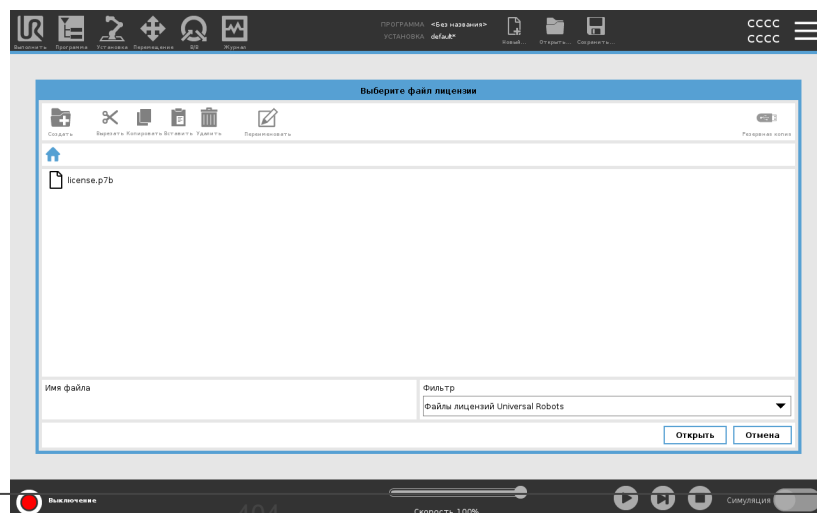 UR
ПРОГРАММА <Без названия>
УСТАНОВКА default*
CCCC
CCCC
Выполнить Программа Установка Перемещение В/В Журнал
Новый... Открыть... Сохранить...
Выберите файл лицензии
Создать Вырезать Копировать Вставить Удалить Переименовать Резервная копия
license.p7b
Имя файла
Фильтр
Файлы лицензий Universal Robots
Открыть Отмена
Выключение
Скорость 100%
Симуляция